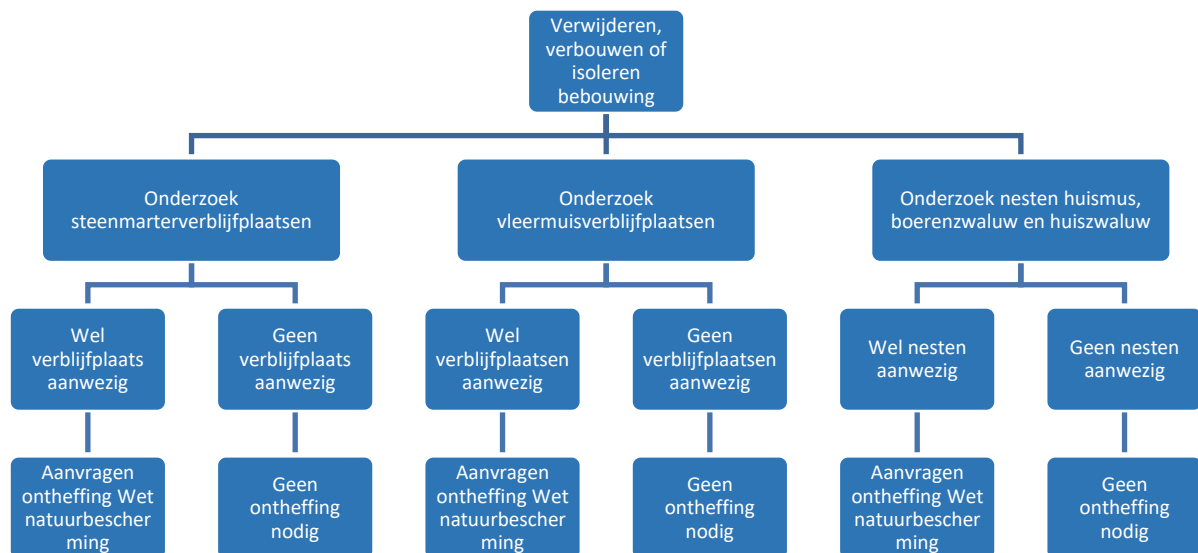 Verwijderen,
verbouwen of
isoleren
bebouwing
Onderzoek
steenmarterverblijfplaatsen
Onderzoek
vleermuisverblijfplaatsen
Onderzoek nesten huismus,
boerenzwaluw en huiszwaluw
Wel
verblijfplaats
aanwezig
Geen
verblijfplaats
aanwezig
Wel
verblijfplaatsen
aanwezig
Geen
verblijfplaatsen
aanwezig
Wel nesten
aanwezig
Geen nesten
aanwezig
Aanvragen
ontheffing Wet
natuurbescher
ming
Geen
ontheffing
nodig
Aanvragen
ontheffing Wet
natuurbescher
ming
Geen
ontheffing
nodig
Aanvragen
ontheffing Wet
natuurbescher
ming
Geen
ontheffing
nodig